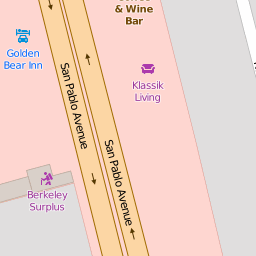 & Wine
Bar
Golden
Bear Inn
Klassik
Living
San Pablo Avenue
San Pablo Avenue
Berkeley
Surplus